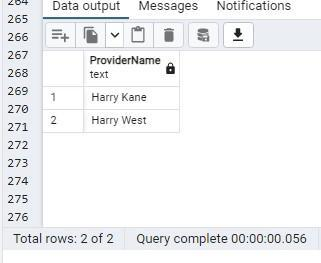 264
265
266
267
268
269
270
271
272
273
274
275
276
Data output Messages Notifications
ProviderName
text
1 Harry Kane
2 Harry West
Total rows: 2 of 2 Query complete 00:00:00.056